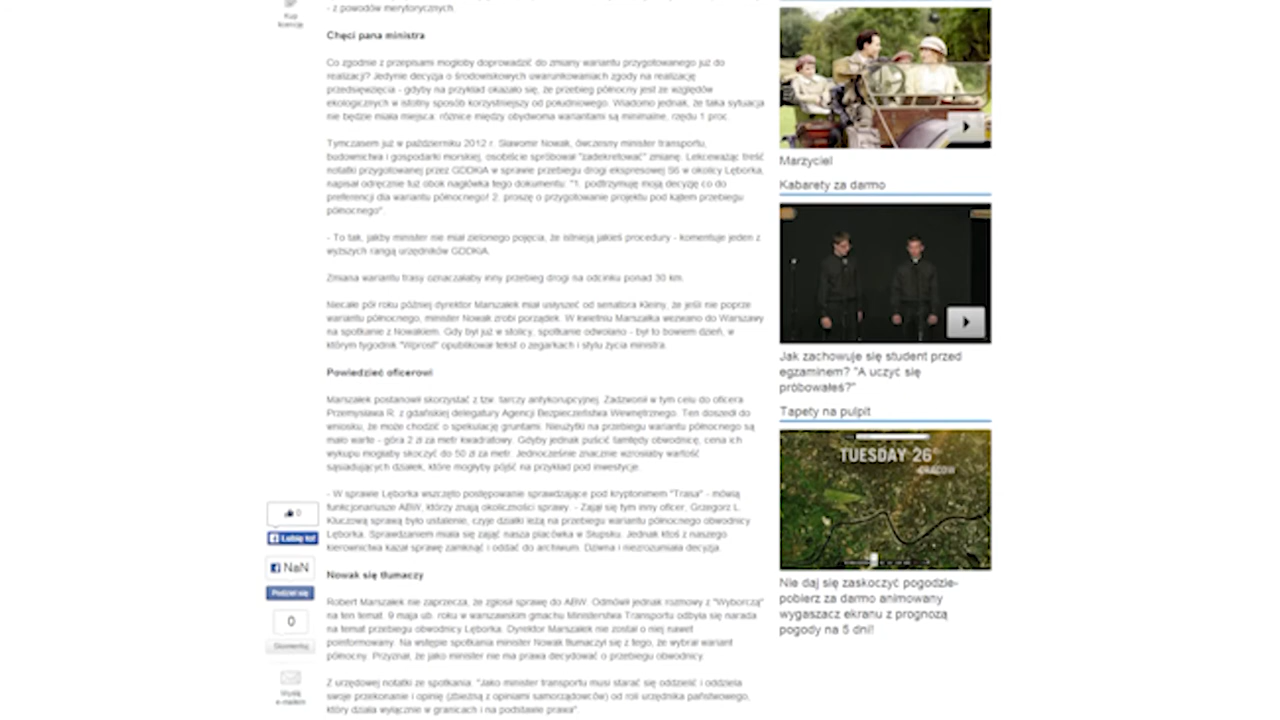 - z powodów merytorycznych.
Kup
licencję
Chęci pana ministra
Co zgodnie z przepisami mogłoby doprowadzić do zmiany wariantu przygotowanego już do
realizacji? Jedynie decyzja o środowiskowych uwarunkowaniach zgody na realizację
przedsięwzięcia - gdyby na przykład okazało się, że przebieg północny jest ze względów
ekologicznych w istotny sposób korzystniejszy od południowego. Wiadomo jednak, że taka sytuacja
nie będzie miała miejsca: różnice między obydwoma wariantami są minimalne, rzędu 1 proc.
Tymczasem już w październiku 2012 r. Sławomir Nowak, ówczesny minister transportu,
budownictwa i gospodarki morskiej, osobiście spróbował "zadekretować" zmianę. Lekceważąc treść
notatki przygotowanej przez GDDKiA w sprawie przebiegu drogi ekspresowej S6 w okolicy Lęborka,
napisał odręcznie tuż obok nagłówka tego dokumentu: "1. podtrzymuję moją decyzję co do
preferencji dla wariantu północnego! 2. proszę o przygotowanie projektu pod kątem przebiegu
północnego".
- To tak, jakby minister nie miał zielonego pojęcia, że istnieją jakieś procedury - komentuje jeden z
wyższych rangą urzędników GDDKiA.
Zmiana wariantu trasy oznaczałaby inny przebieg drogi na odcinku ponad 30 km.
Niecałe pół roku później dyrektor Marszałek miał usłyszeć od senatora Kleiny, że jeśli nie poprze
wariantu północnego, minister Nowak zrobi porządek. W kwietniu Marszałka wezwano do Warszawy
na spotkanie z Nowakiem. Gdy był już w stolicy, spotkanie odwołano - był to bowiem dzień, w
którym tygodnik "Wprost" opublikował tekst o zegarkach i stylu życia ministra.
Powiedzieć oficerowi
Marszałek postanowił skorzystać z tzw. tarczy antykorupcyjnej. Zadzwonił w tym celu do oficera
Przemysława R. z gdańskiej delegatury Agencji Bezpieczeństwa Wewnętrznego. Ten doszedł do
wniosku, że może chodzić o spekulację gruntami. Nieużytki na przebiegu wariantu północnego są
mało warte - góra 2 zł za metr kwadratowy. Gdyby jednak puścić tamtędy obwodnicę, cena ich
wykupu mogłaby skoczyć do 50 zł za metr. Jednocześnie znacznie wzrosłaby wartość
sąsiadujących działek, które mogłyby pójść na przykład pod inwestycje.
- W sprawie Lęborka wszczęto postępowanie sprawdzające pod kryptonimem "Trasa" - mówią
funkcjonariusze ABW, którzy znają okoliczności sprawy. - Zajął się tym inny oficer, Grzegorz L.
Kluczową sprawą było ustalenie, czyje działki leżą na przebiegu wariantu północnego obwodnicy
Lęborka. Sprawdzaniem miała się zająć nasza placówka w Słupsku. Jednak ktoś z naszego
kierownictwa kazał sprawę zamknąć i oddać do archiwum. Dziwna i niezrozumiała decyzja.
Nowak się tłumaczy
Robert Marszałek nie zaprzecza, że zgłosił sprawę do ABW. Odmówił jednak rozmowy z "Wyborczą"
na ten temat. 9 maja ub. roku w warszawskim gmachu Ministerstwa Transportu odbyła się narada
na temat przebiegu obwodnicy Lęborka. Dyrektor Marszałek nie został o niej nawet
poinformowany. Na wstępie spotkania minister Nowak tłumaczył się z tego, że wybrał wariant
północny. Przyznał, że jako minister nie ma prawa decydować o przebiegu obwodnicy.
Z urzędowej notatki ze spotkania: "Jako minister transportu musi starać się oddzielić i oddziela
swoje przekonanie i opinię (zbieżną z opiniami samorządowców) od roli urzędnika państwowego,
który działa wyłącznie w granicach i na podstawie prawa".
0
Lubię to!
NaN
Podziel się
0
Skomentuj
Wyślij
e-mailem
Marzyciel
Kabarety za darmo
Jak zachowuje się student przed
egzaminem? "A uczyć się
próbowałeś?"
Tapety na pulpit
TUESDAY 26
CRACOW
Nie daj się zaskoczyć pogodzie-
pobierz za darmo animowany
wygaszacz ekranu z prognozą
pogody na 5 dni!